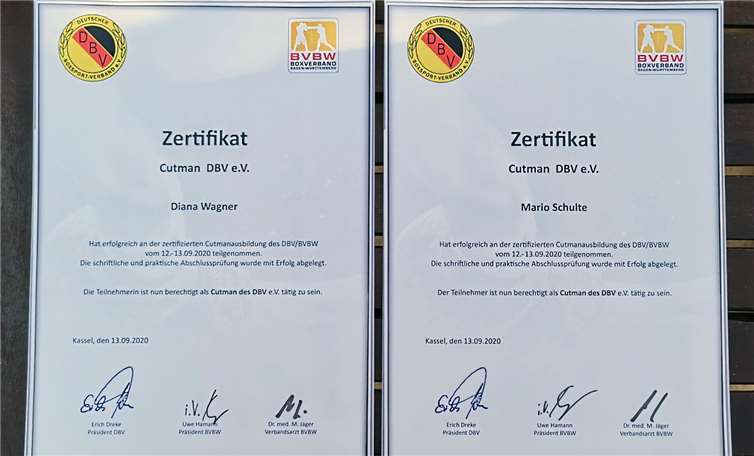 DEUTSCHER
DBV
BOXSPORT-VERBAND e.V.
BVBW
BOXVERBAND
BADEN-WÜRTTEMBERG
Zertifikat
Cutman DBV e.V.
Diana Wagner
Hat erfolgreich an der zertifizierten Cutmanausbildung des DBV/BVBW
vom 12.-13.09.2020 teilgenommen.
Die schriftliche und praktische Abschlussprüfung wurde mit Erfolg abgelegt.
Die Teilnehmerin ist nun berechtigt als Cutman des DBV e.V. tätig zu sein.
Kassel, den 13.09.2020
i.V.
Erich Dreke
Präsident DBV
Uwe Hamann
Präsident BVBW
Dr. med. M. Jäger
Verbandsarzt BVBW
DEUTSCHER
DBV
BOXSPORT-VERBAND e.V.
BVBW
BOXVERBAND
BADEN-WÜRTTEMBERG
Zertifikat
Cutman DBV e.V.
Mario Schulte
Hat erfolgreich an der zertifizierten Cutmanausbildung des DBV/BVBW
vom 12.-13.09.2020 teilgenommen.
Die schriftliche und praktische Abschlussprüfung wurde mit Erfolg abgelegt.
Der Teilnehmer ist nun berechtigt als Cutman des DBV e.V. tätig zu sein.
Kassel, den 13.09.2020
i.V.
Erich Dreke
Präsident DBV
Uwe Hamann
Präsident BVBW
Dr. med. M. Jäger
Verbandsarzt BVBW